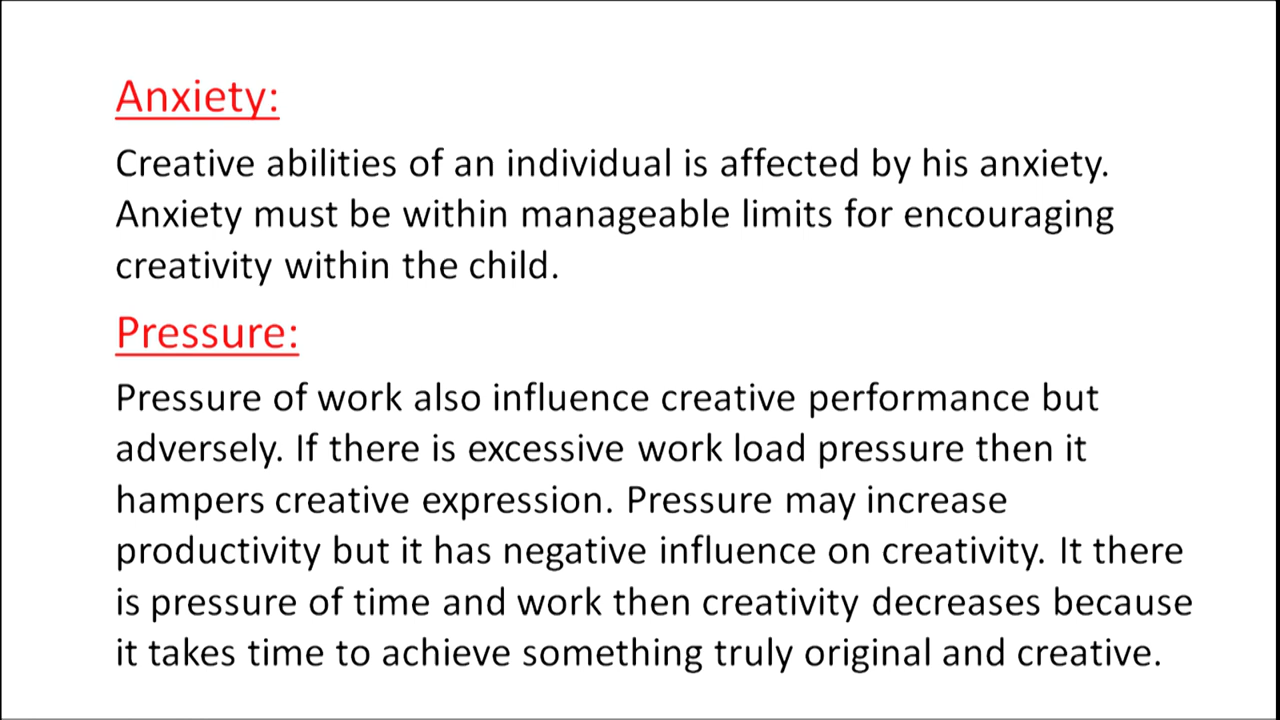 Anxiety:
Creative abilities of an individual is affected by his anxiety.
Anxiety must be within manageable limits for encouraging
creativity within the child.
Pressure:
Pressure of work also influence creative performance but
adversely. If there is excessive work load pressure then it
hampers creative expression. Pressure may increase
productivity but it has negative influence on creativity. It there
is pressure of time and work then creativity decreases because
it takes time to achieve something truly original and creative.